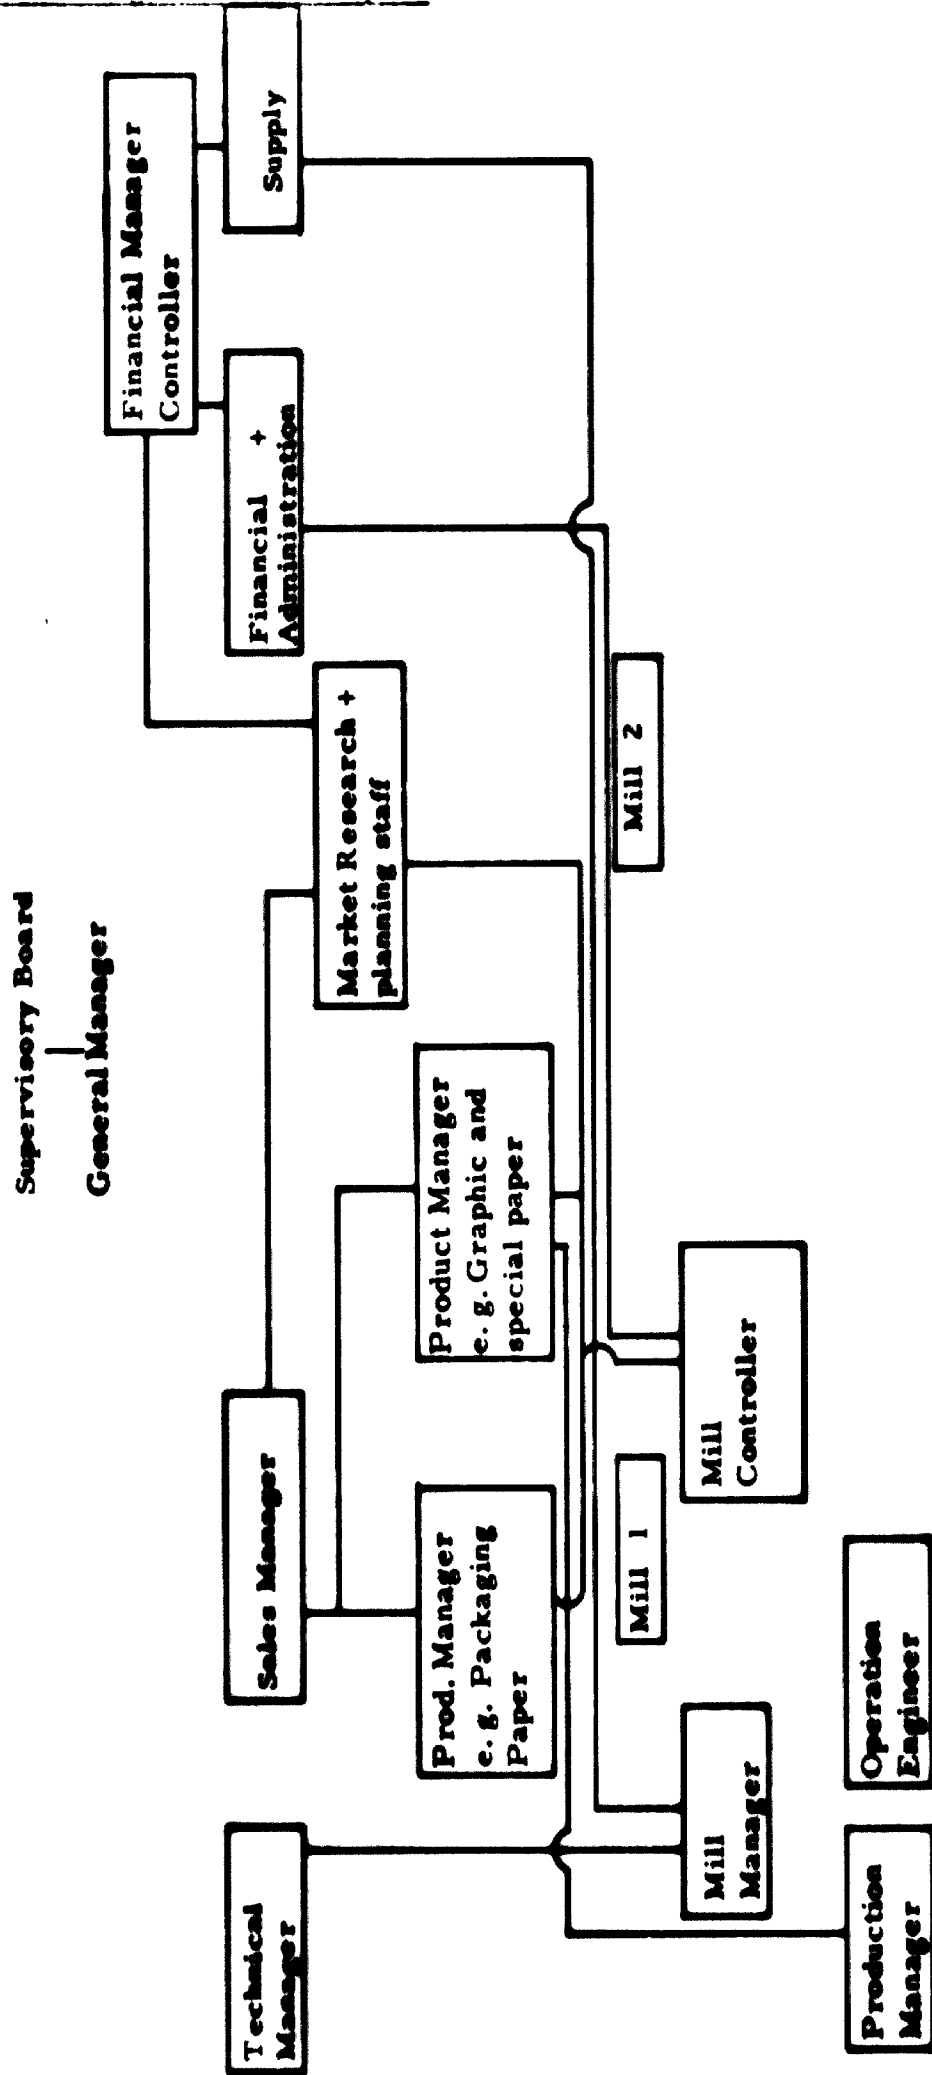 Supervisory Board
General Manager
Financial Manager
Controller
Technical
Manager
Sales Manager
Financial +
Administration
Supply
Market Research +
planning staff
Prod. Manager
e. g. Packaging
Paper
Product Manager
e. g. Graphic and
special paper
Mill 1
Mill 2
Mill
Manager
Mill
Controller
Production
Manager
Operation
Engineer